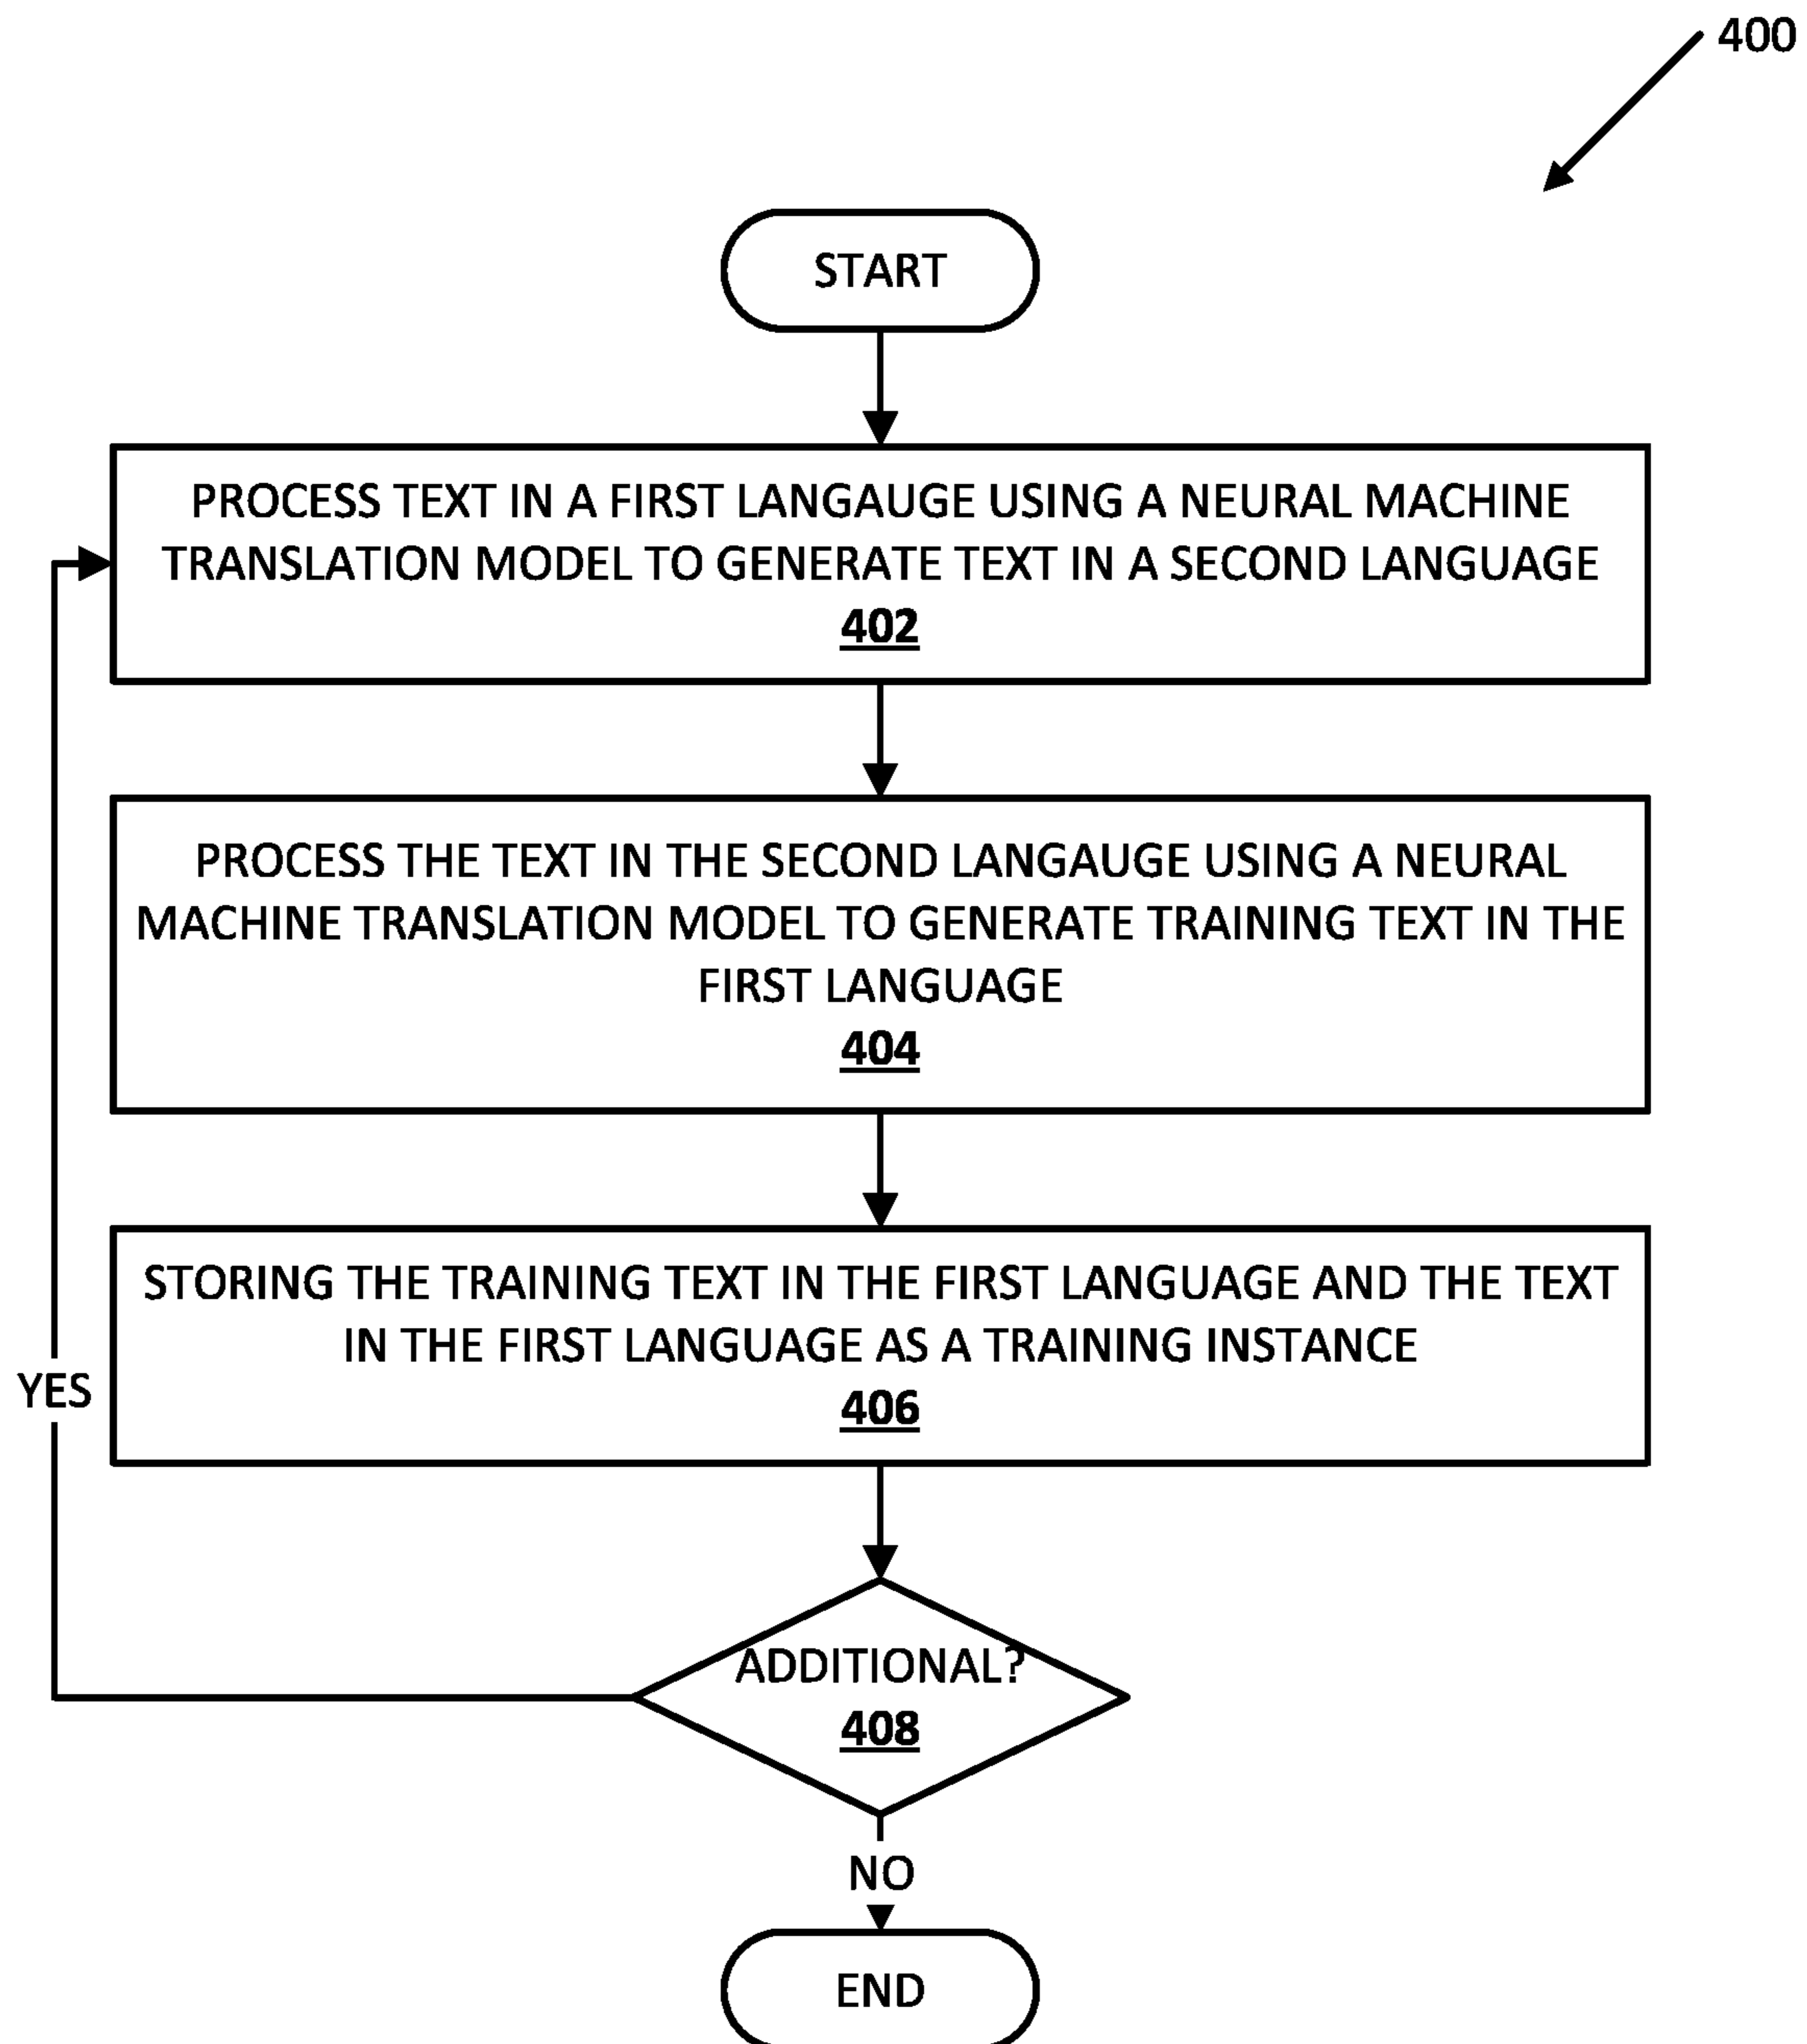 400
START
PROCESS TEXT IN A FIRST LANGAUGE USING A NEURAL MACHINE
TRANSLATION MODEL TO GENERATE TEXT IN A SECOND LANGUAGE
402
PROCESS THE TEXT IN THE SECOND LANGAUGE USING A NEURAL
MACHINE TRANSLATION MODEL TO GENERATE TRAINING TEXT IN THE
FIRST LANGUAGE
404
STORING THE TRAINING TEXT IN THE FIRST LANGUAGE AND THE TEXT
IN THE FIRST LANGUAGE AS A TRAINING INSTANCE
406
YES
ADDITIONAL?
408
NO
END